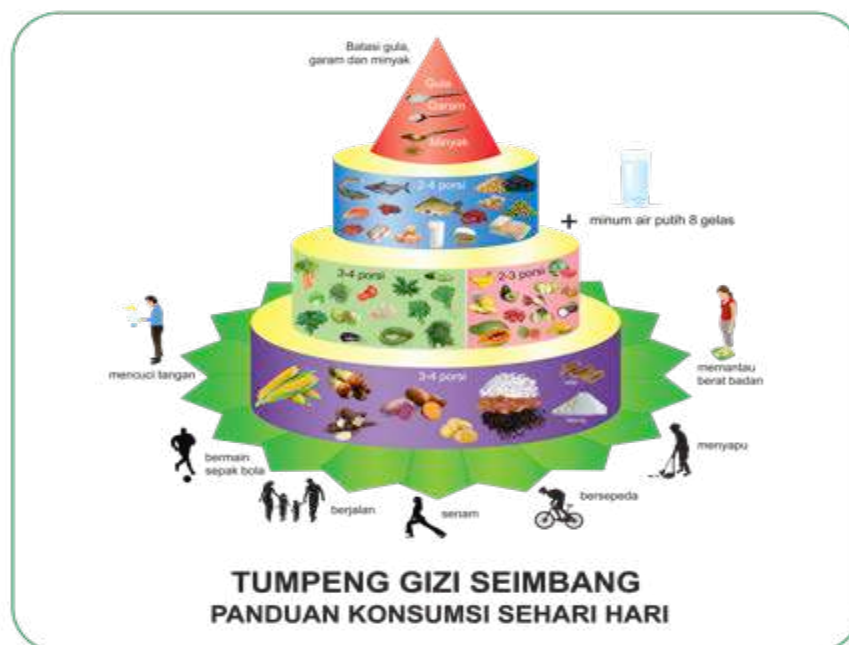 Batasi gula,
garam dan minyak
Gula
Garam
Minyak
2-4 porsi
+
minum air putih 8 gelas
3-4 porsi
2-3 porsi
3-4 porsi
mencuci tangan
memantau
berat badan
bermain
sepak bola
menyapu
berjalan
senam
bersepeda
TUMPENG GIZI SEIMBANG
PANDUAN KONSUMSI SEHARI HARI